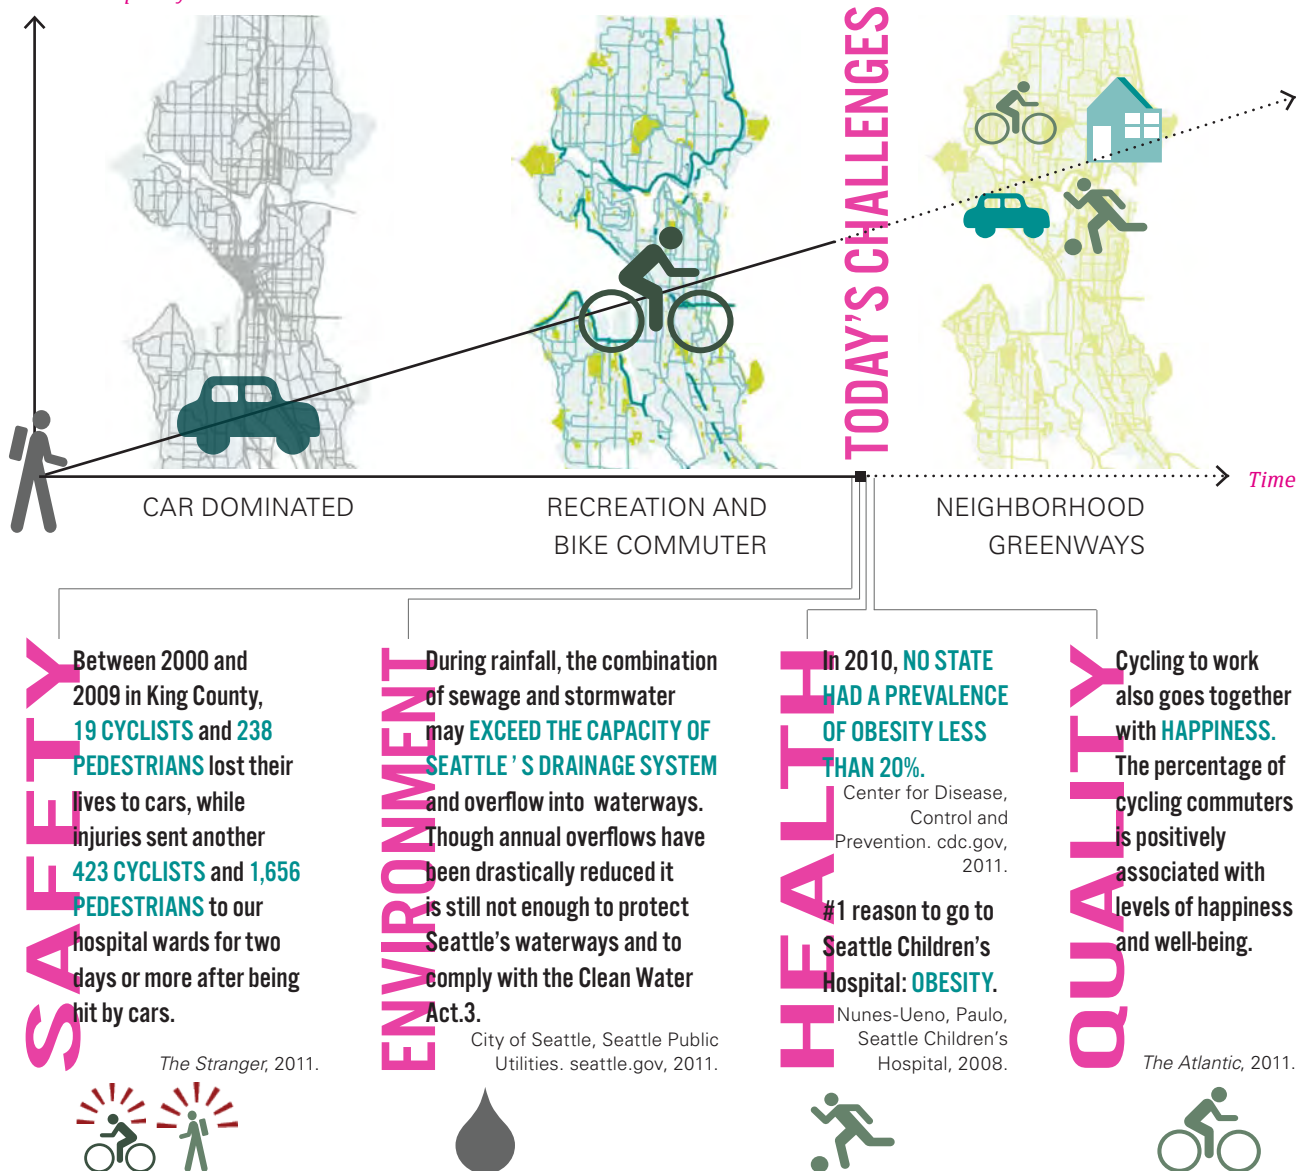 TODAY'S CHALLENGES
Time
CAR DOMINATED
RECREATION AND
BIKE COMMUTER
NEIGHBORHOOD
GREENWAYS
SAFETY
Between 2000 and
2009 in King County,
19 CYCLISTS and 238
PEDESTRIANS lost their
lives to cars, while
injuries sent another
423 CYCLISTS and 1,656
PEDESTRIANS to our
hospital wards for two
days or more after being
hit by cars.
The Stranger, 2011.
ENVIRONMENT
During rainfall, the combination
of sewage and stormwater
may EXCEED THE CAPACITY OF
SEATTLE ' S DRAINAGE SYSTEM
and overflow into waterways.
Though annual overflows have
been drastically reduced it
is still not enough to protect
Seattle's waterways and to
comply with the Clean Water
Act.3.
City of Seattle, Seattle Public
Utilities. seattle.gov, 2011.
HEALTH
In 2010, NO STATE
HAD A PREVALENCE
OF OBESITY LESS
THAN 20%.
Center for Disease,
Control and
Prevention. cdc.gov,
2011.
#1 reason to go to
Seattle Children's
Hospital: OBESITY.
Nunes-Ueno, Paulo,
Seattle Children's
Hospital, 2008.
QUALITY
Cycling to work
also goes together
with HAPPINESS.
The percentage of
cycling commuters
is positively
associated with
levels of happiness
and well-being.
The Atlantic, 2011.